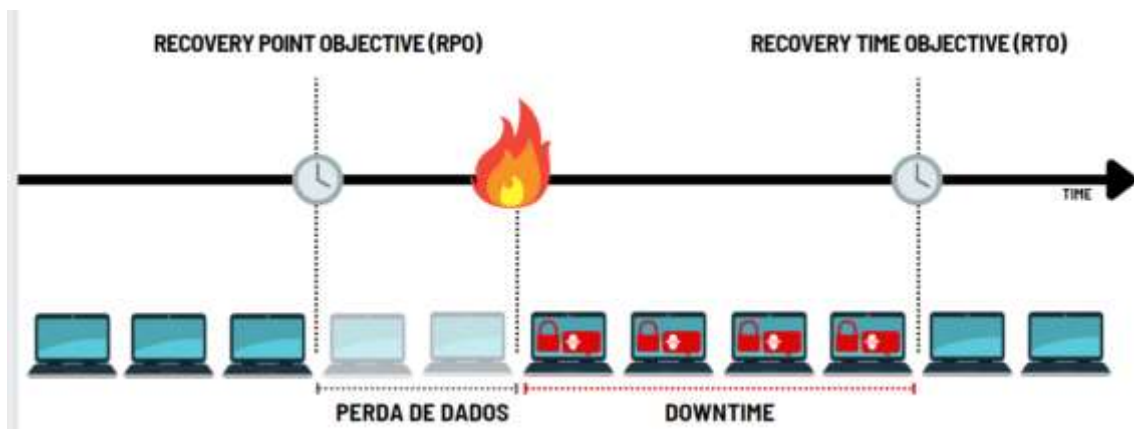 RECOVERY POINT OBJECTIVE (RPO)
RECOVERY TIME OBJECTIVE (RTO)
TIME
PERDA DE DADOS
DOWNTIME